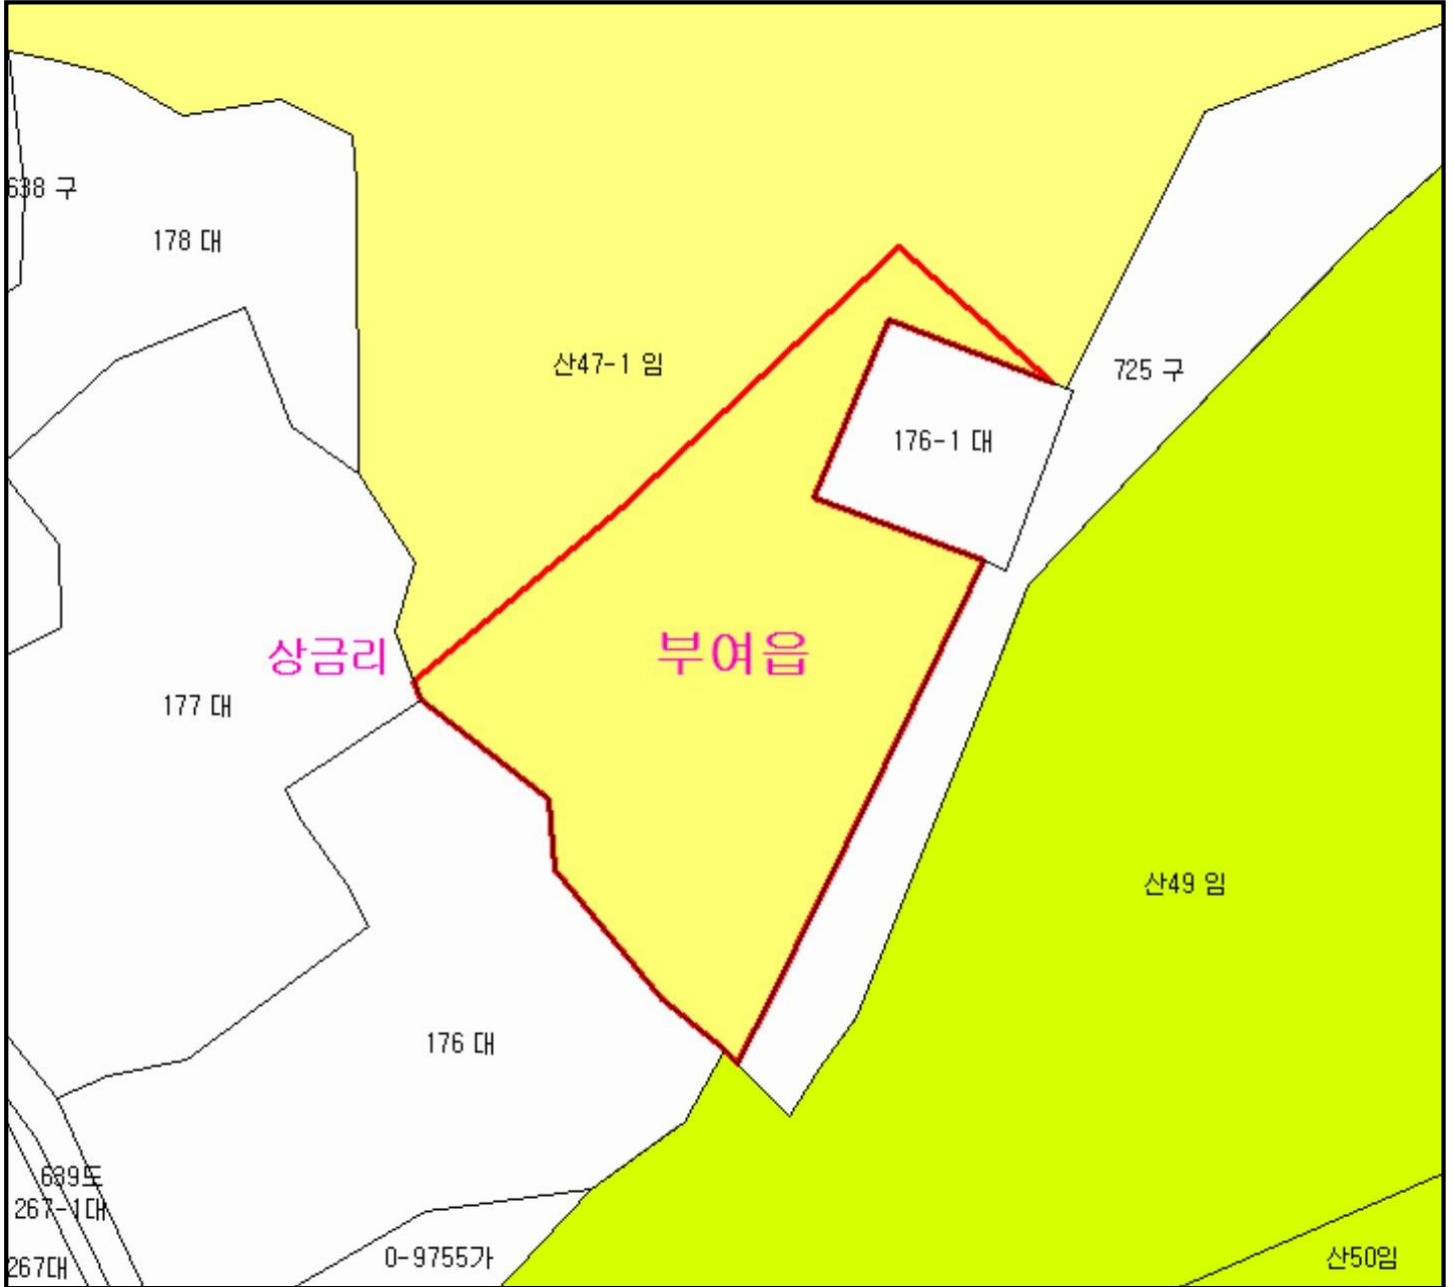 638 구
178 대
산47-1 임
725 구
176-1 대
상금리
부여읍
177 대
산49 임
176 대
639도
267-1대
267대
0-9755가
산50임